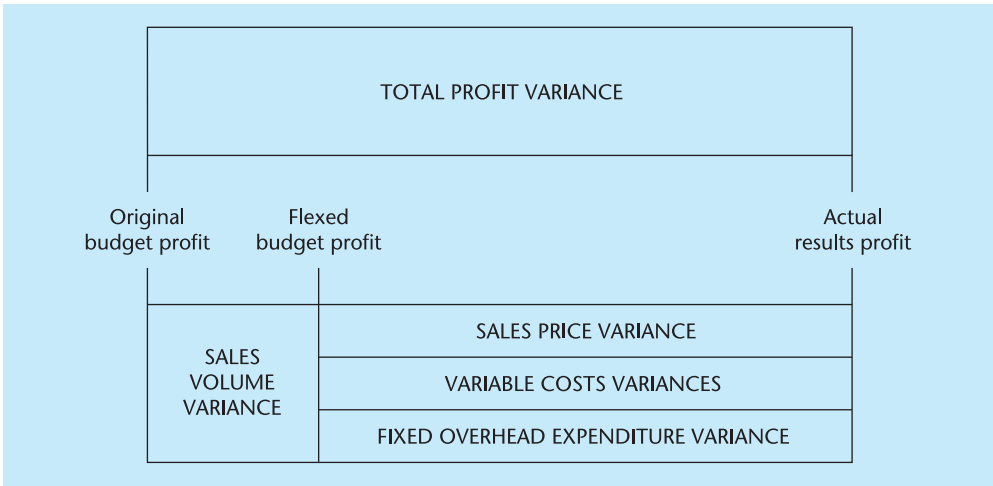 TOTAL PROFIT VARIANCE
Original
budget profit
Flexed
budget profit
Actual
results profit
SALES
VOLUME
VARIANCE
SALES PRICE VARIANCE
VARIABLE COSTS VARIANCES
FIXED OVERHEAD EXPENDITURE VARIANCE